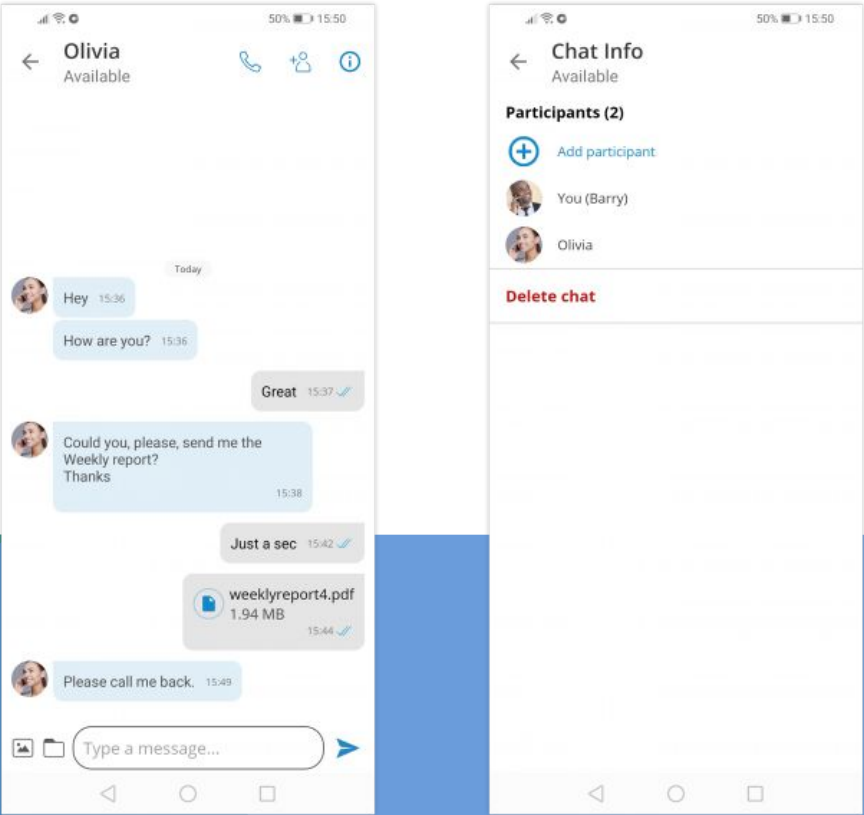 50% 15:50
Olivia
Available
Today
Hey 15:36
How are you? 15:36
Great 15:37
Could you, please, send me the
Weekly report?
Thanks
15:38
Just a sec 15:42
weeklyreport4.pdf
1.94 MB
15:44
Please call me back. 15:49
Type a message...
50% 15:50
Chat Info
Available
Participants (2)
Add participant
You (Barry)
Olivia
Delete chat